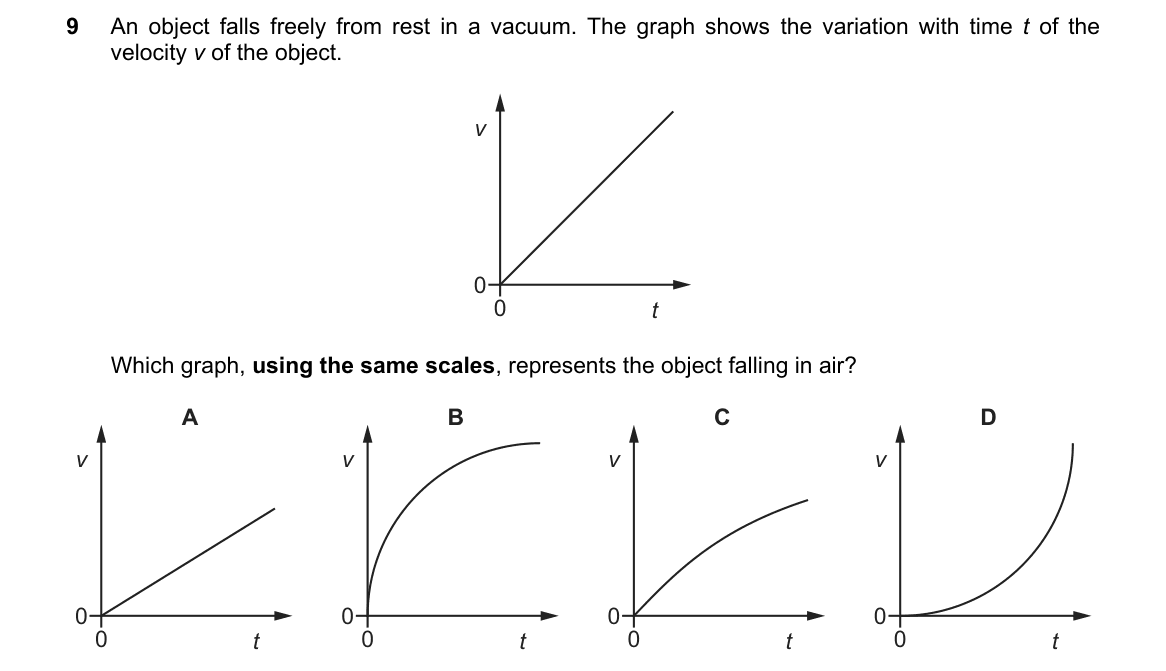 9 An object falls freely from rest in a vacuum. The graph shows the variation with time t of the
velocity v of the object.
v
0
0
t
Which graph, using the same scales, represents the object falling in air?
A
B
C
D
v
v
v
v
0
0
0
0
0
t
0
t
0
t
0
t